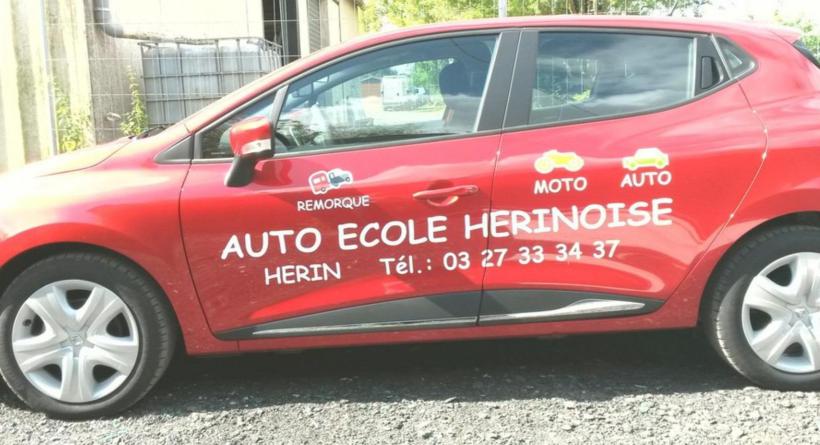 REMORQUE
MOTO
AUTO
AUTO ECOLE HERINOISE
HERIN Tél.: 03 27 33 34 37